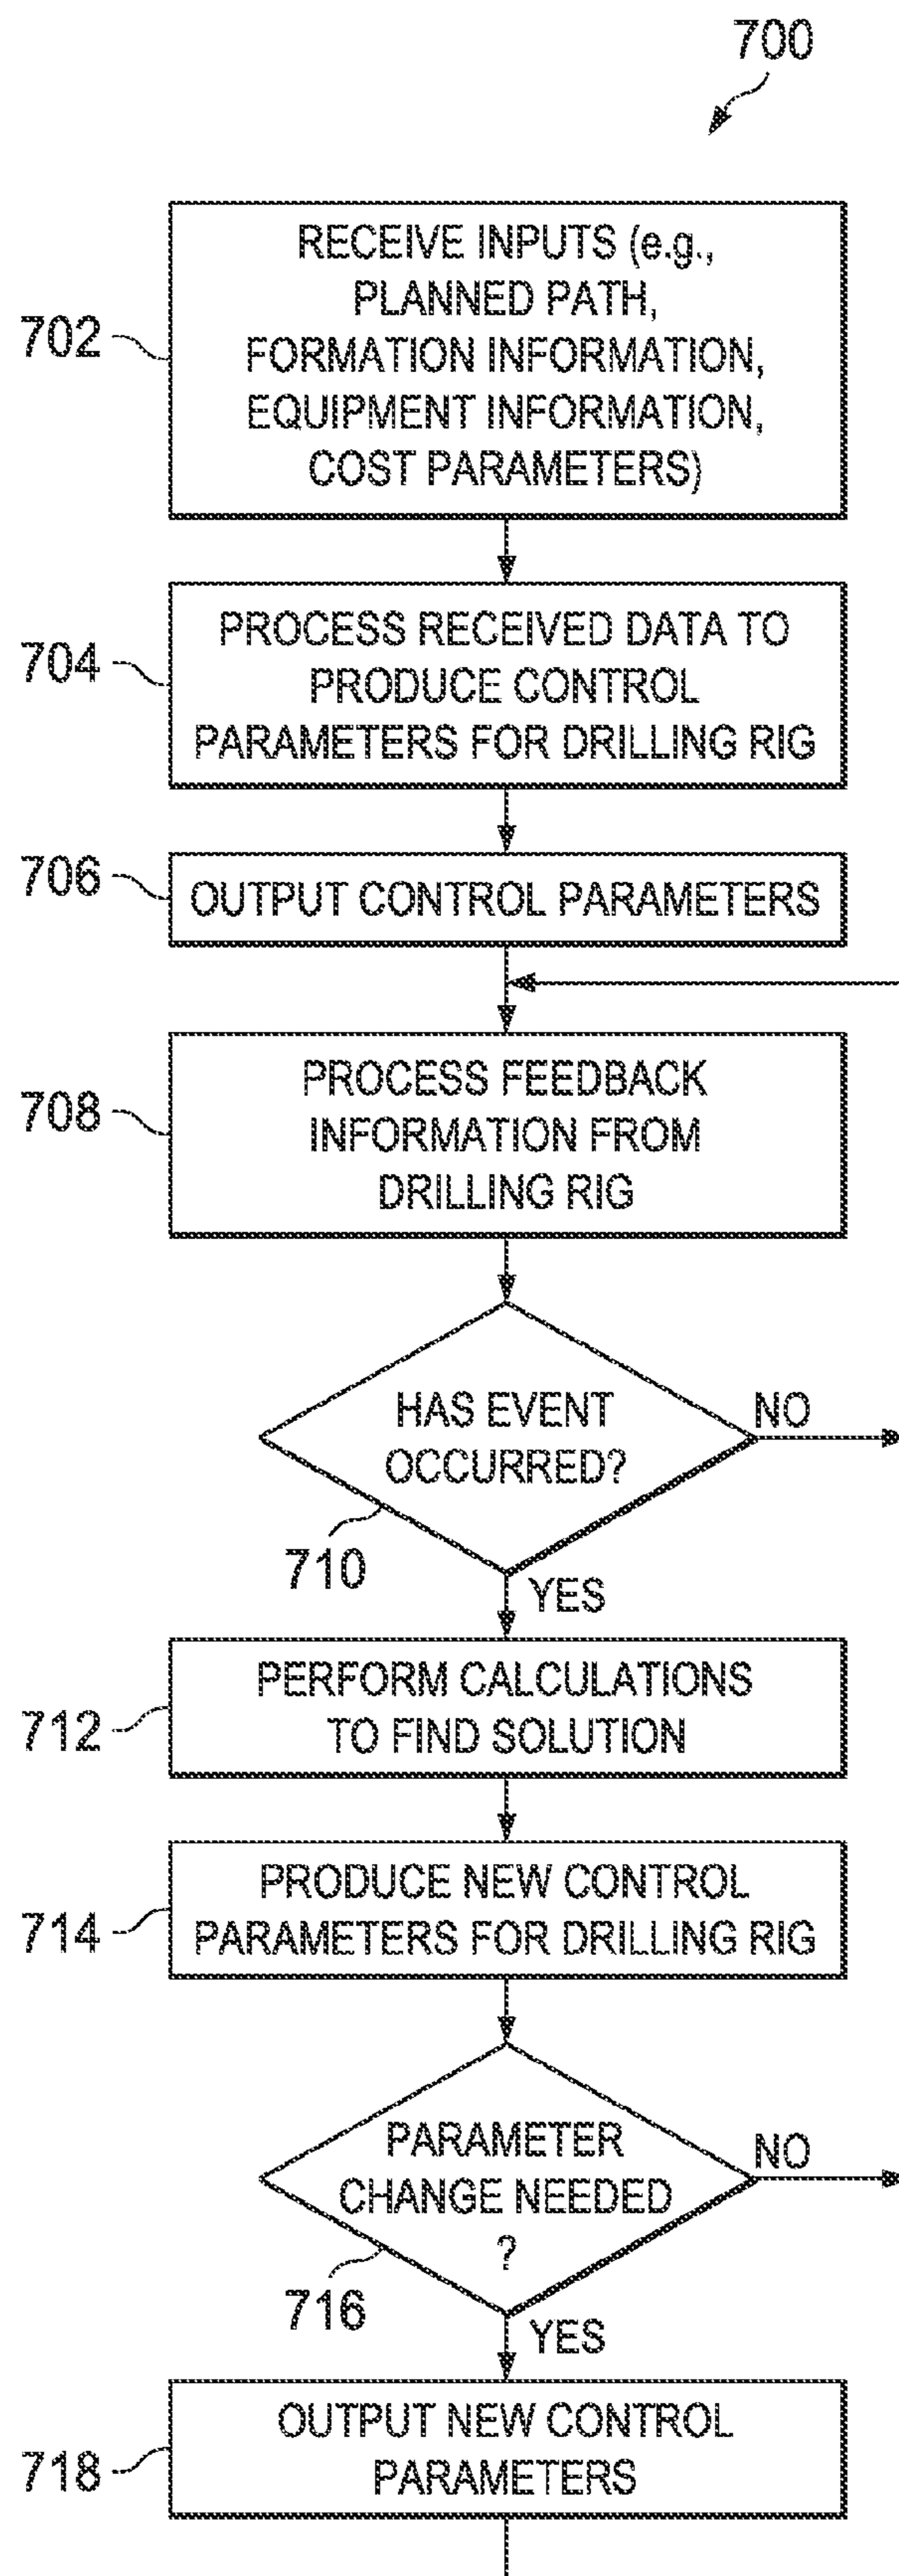 700
702
RECEIVE INPUTS (e.g.,
PLANNED PATH,
FORMATION INFORMATION,
EQUIPMENT INFORMATION,
COST PARAMETERS)
704
PROCESS RECEIVED DATA TO
PRODUCE CONTROL
PARAMETERS FOR DRILLING RIG
706
OUTPUT CONTROL PARAMETERS
708
PROCESS FEEDBACK
INFORMATION FROM
DRILLING RIG
HAS EVENT
OCCURRED?
NO
710
YES
712
PERFORM CALCULATIONS
TO FIND SOLUTION
714
PRODUCE NEW CONTROL
PARAMETERS FOR DRILLING RIG
PARAMETER
CHANGE NEEDED
?
NO
716
YES
718
OUTPUT NEW CONTROL
PARAMETERS